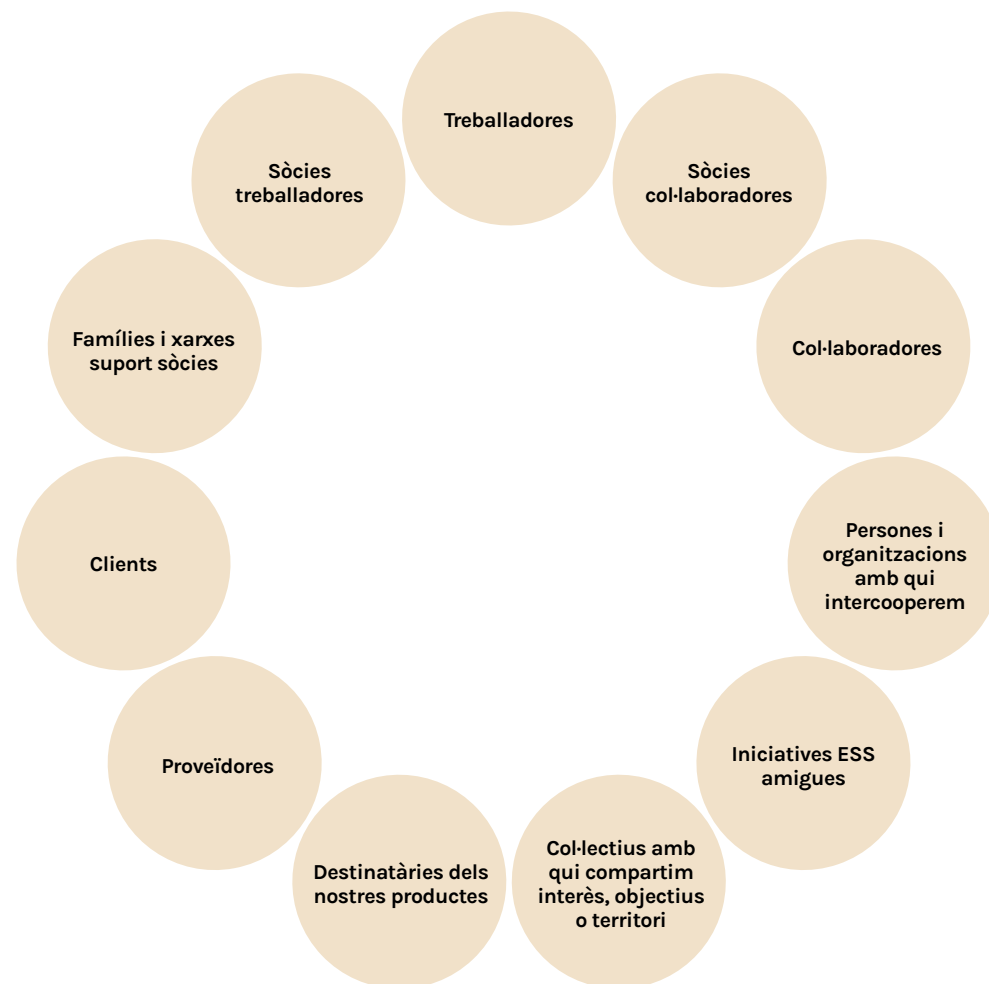 Treballadores
Sòcies
col·laboradores
Col·laboradores
Persones i
organitzacions
amb qui
intercooperem
Iniciatives ESS
amigues
Col·lectius amb
qui compartim
interès, objectius
o territori
Destinatàries dels
nostres productes
Proveïdores
Clients
Famílies i xarxes
suport sòcies
Sòcies
treballadores